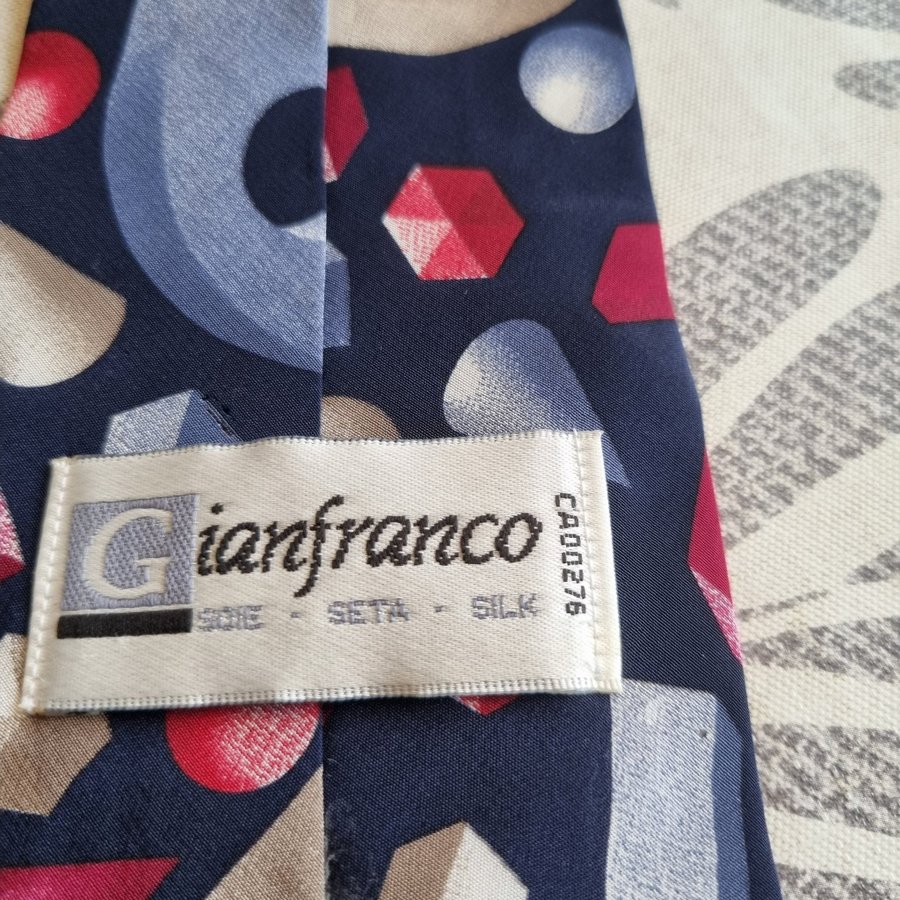 Gianfranco
SOIE · SETA · SILK
CA00276